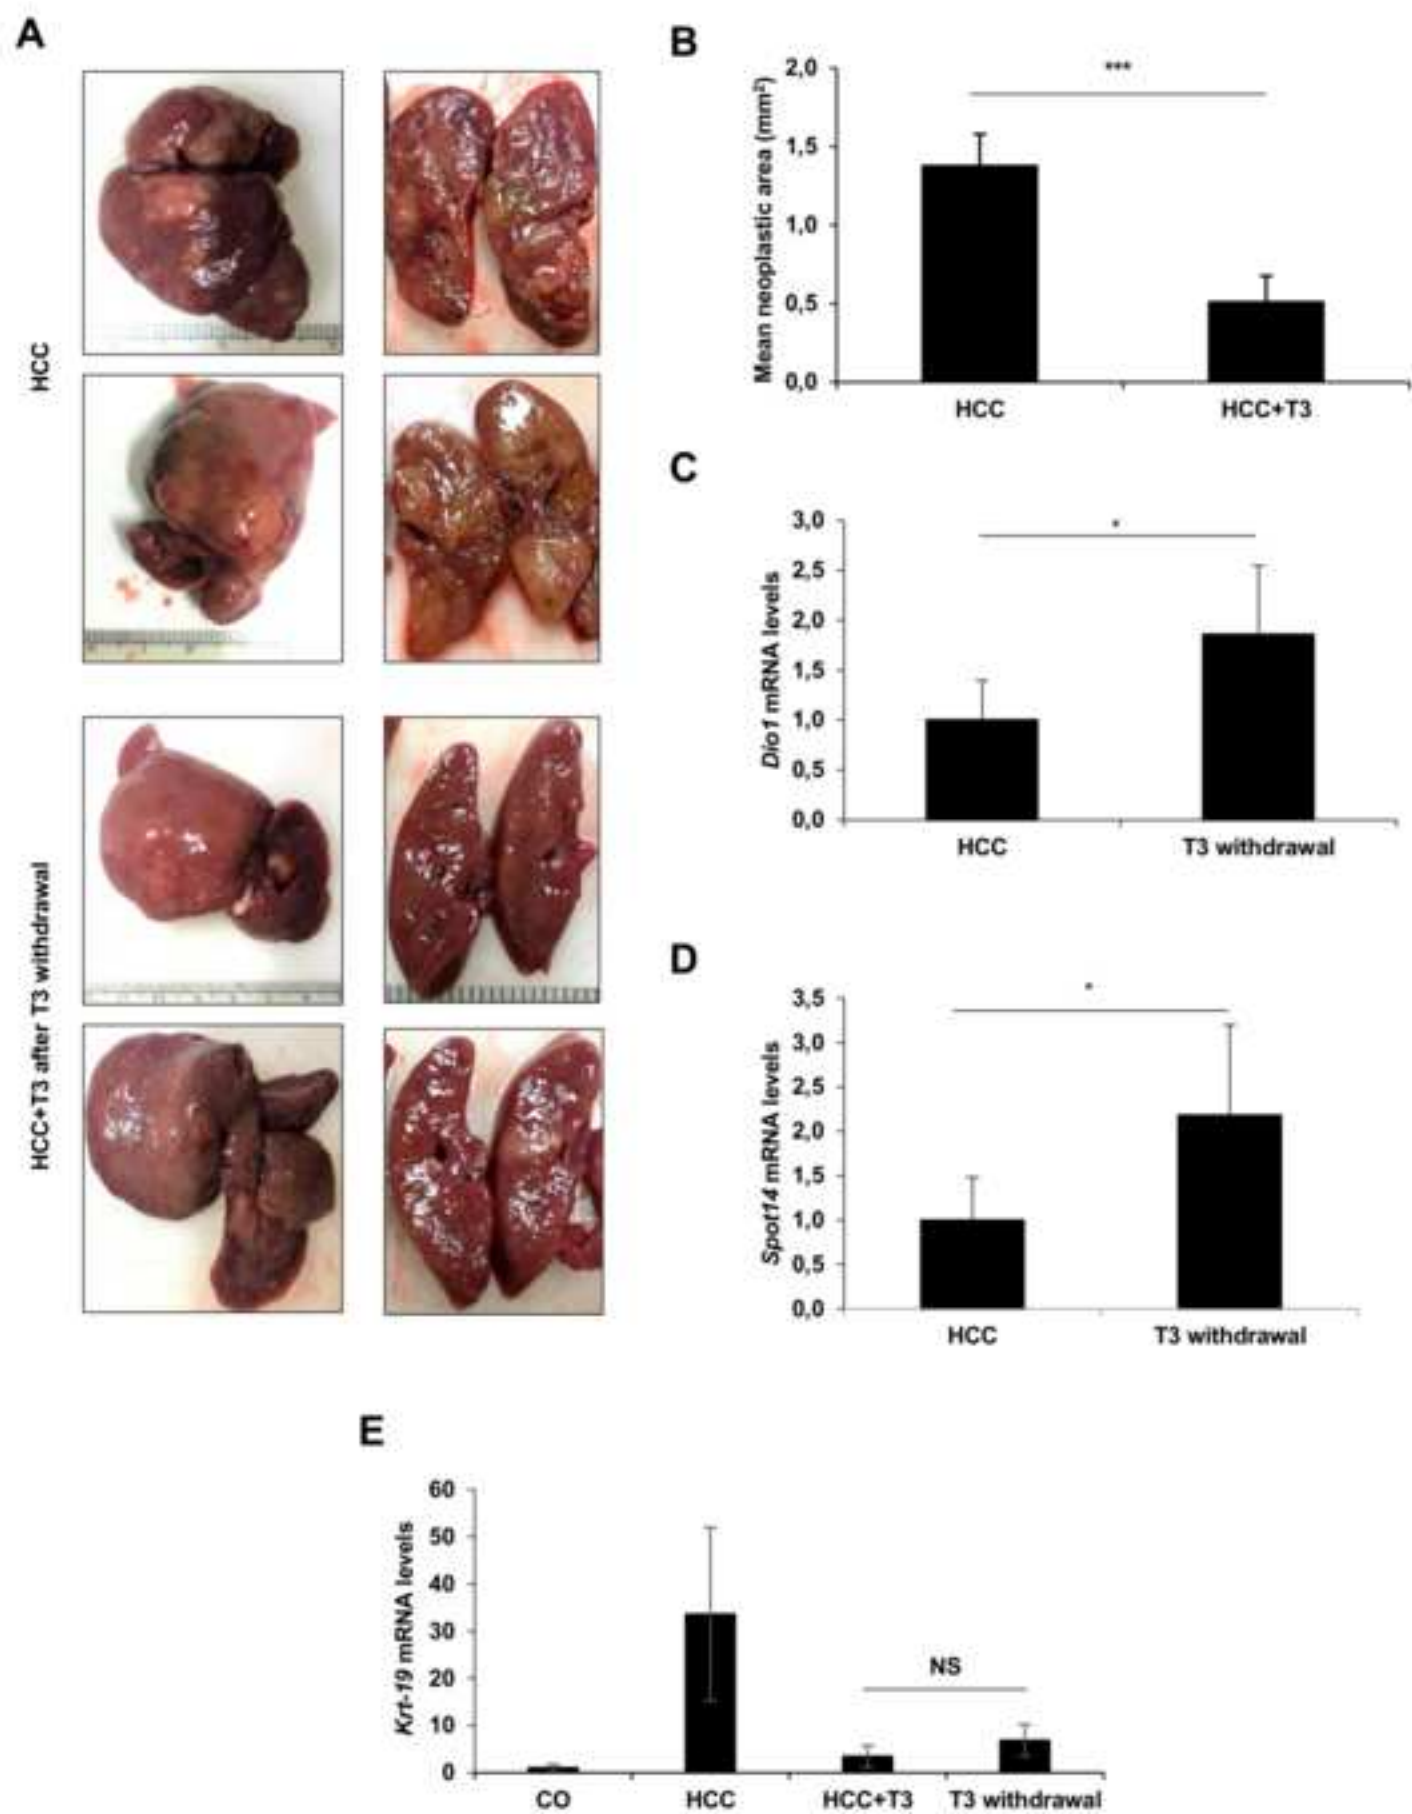 A
HCC
HCC+T3 after T3 withdrawal
B
Mean neoplastic area (mm²)
2,0
1,5
1,0
0,5
0,0
***
HCC
HCC+T3
C
Dio1 mRNA levels
3,0
2,5
2,0
1,5
1,0
0,5
0,0
*
HCC
T3 withdrawal
D
Spot14 mRNA levels
3,5
3,0
2,5
2,0
1,5
1,0
0,5
0,0
*
HCC
T3 withdrawal
E
Krt-19 mRNA levels
60
50
40
30
20
10
0
NS
CO
HCC
HCC+T3
T3 withdrawal